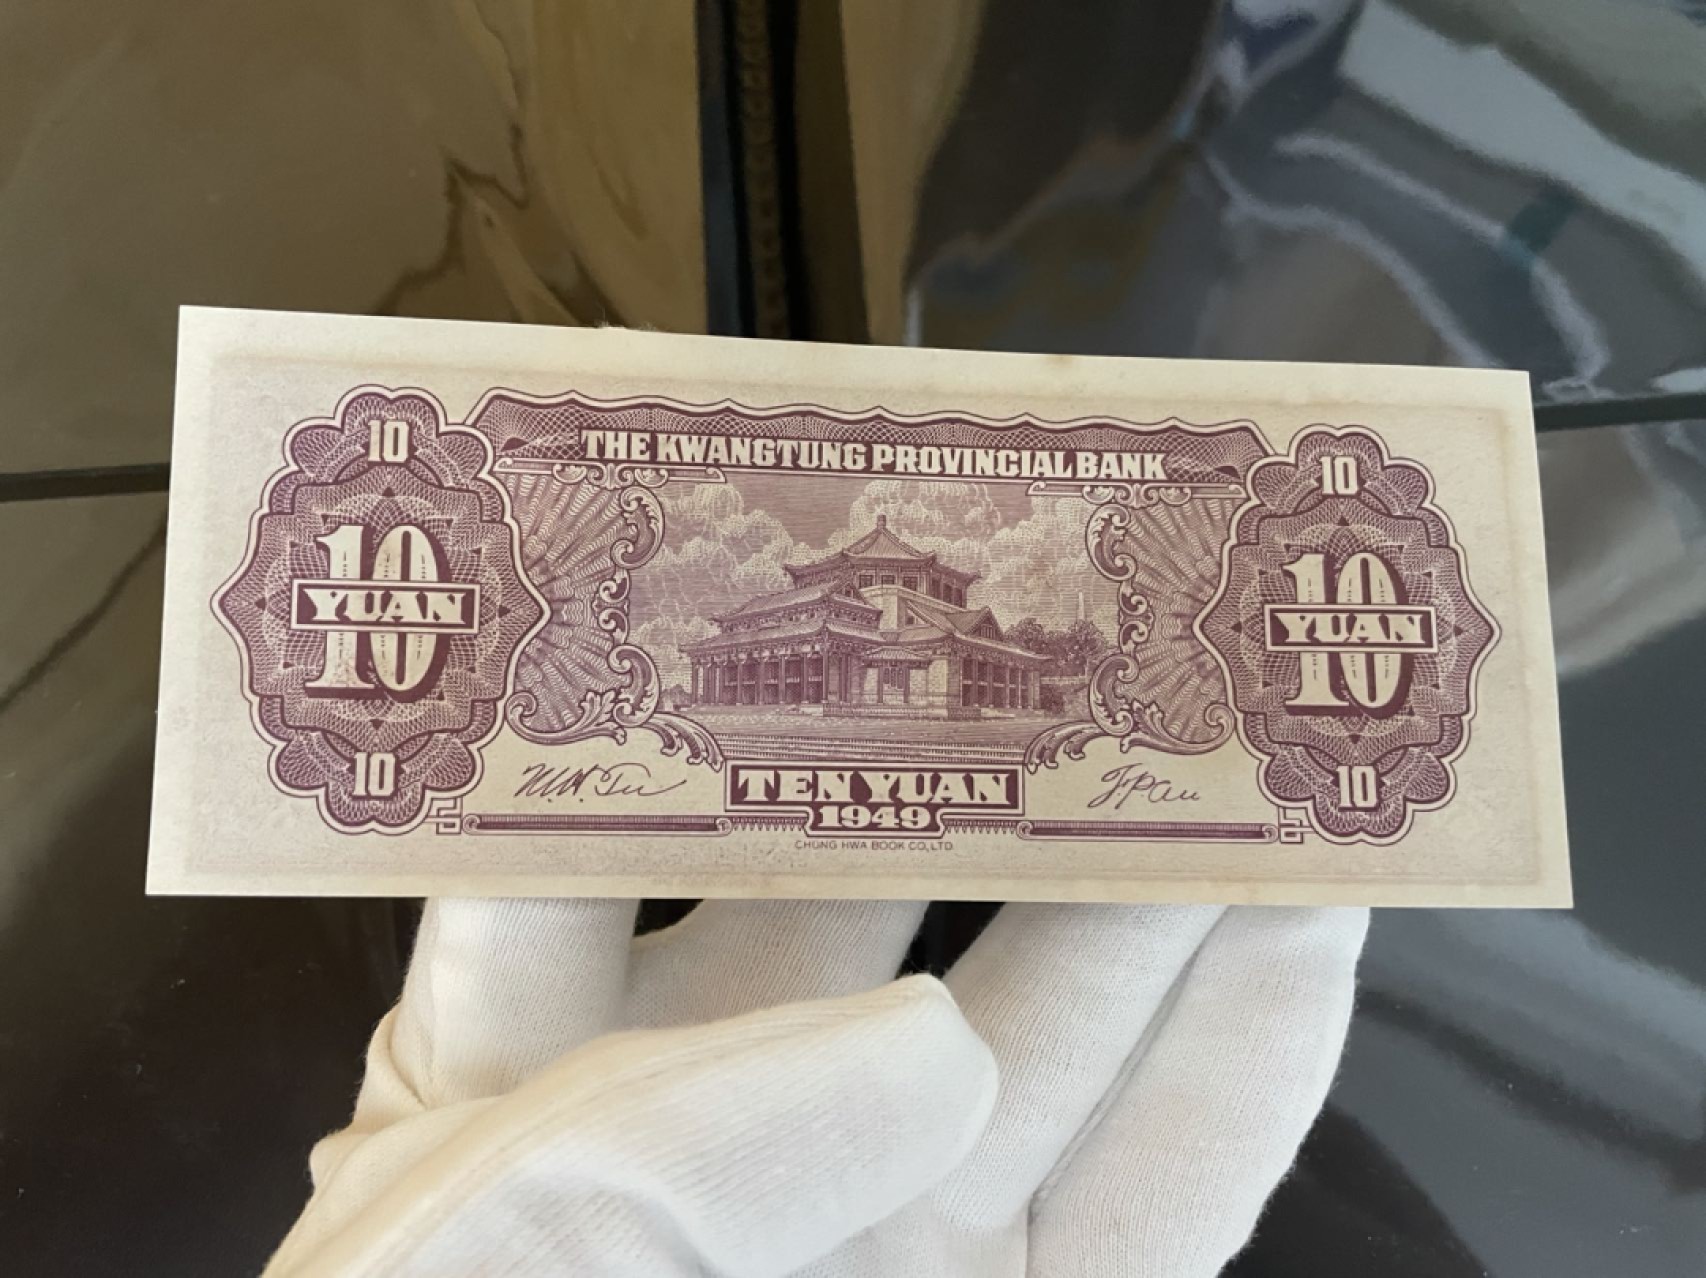 THE KWANGTUNG PROVINCIAL BANK
10
10
10
YUAN
10
YUAN
10
10
TEN YUAN
1949
CHUNG HWA BOOK CO, LTD